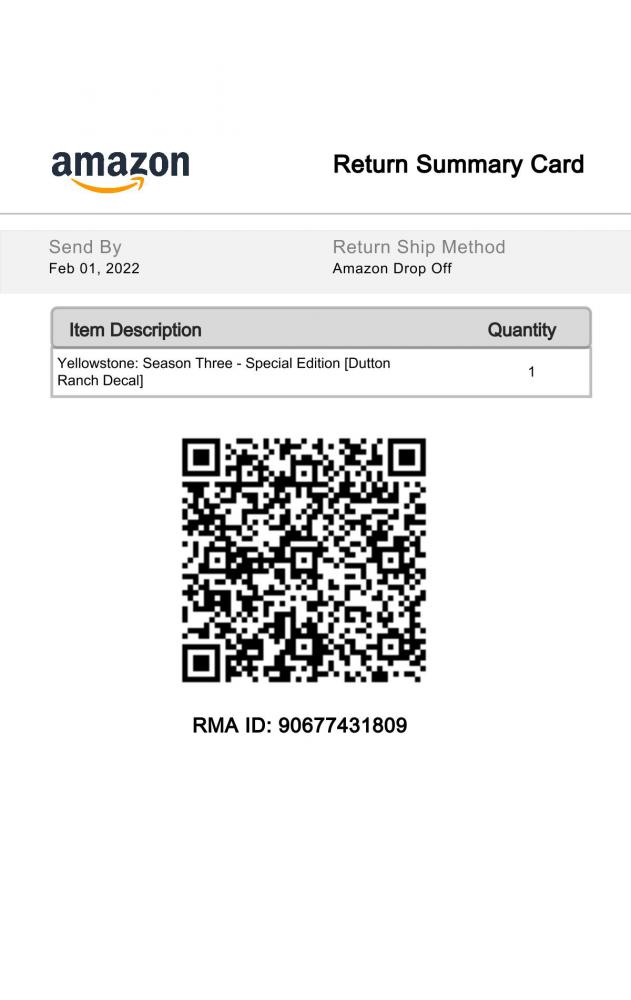 amazon
Return Summary Card
Send By
Return Ship Method
Feb 01, 2022
Amazon Drop Off
Item Description
Quantity
Yellowstone: Season Three - Special Edition [Dutton
Ranch Decal]
1
RMA ID: 90677431809